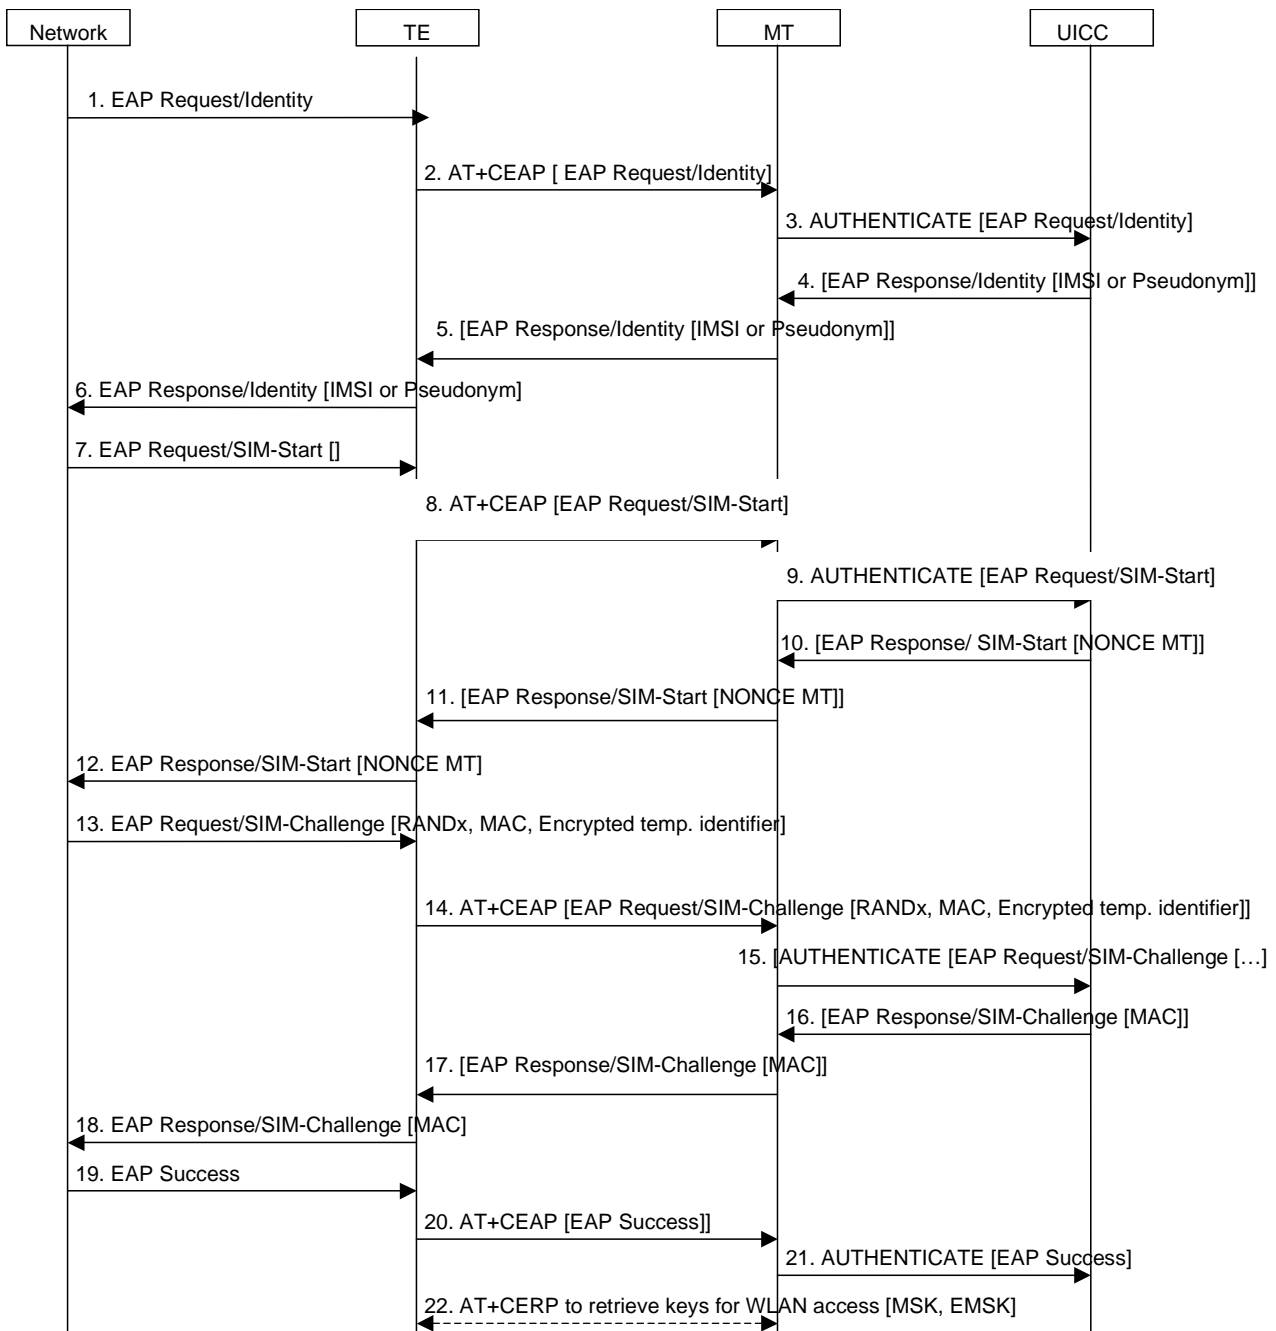 Network
TE
MT
UICC
1. EAP Request/Identity
2. AT+CEAP [ EAP Request/Identity]
3. AUTHENTICATE [EAP Request/Identity]
4. [EAP Response/Identity [IMSI or Pseudonym]]
5. [EAP Response/Identity [IMSI or Pseudonym]]
6. EAP Response/Identity [IMSI or Pseudonym]
7. EAP Request/SIM-Start []
8. AT+CEAP [EAP Request/SIM-Start]
9. AUTHENTICATE [EAP Request/SIM-Start]
10. [EAP Response/ SIM-Start [NONCE MT]]
11. [EAP Response/SIM-Start [NONCE MT]]
12. EAP Response/SIM-Start [NONCE MT]
13. EAP Request/SIM-Challenge [RANDx, MAC, Encrypted temp. identifier]
14. AT+CEAP [EAP Request/SIM-Challenge [RANDx, MAC, Encrypted temp. identifier]]
15. [AUTHENTICATE [EAP Request/SIM-Challenge […]
16. [EAP Response/SIM-Challenge [MAC]]
17. [EAP Response/SIM-Challenge [MAC]]
18. EAP Response/SIM-Challenge [MAC]
19. EAP Success
20. AT+CEAP [EAP Success]]
21. AUTHENTICATE [EAP Success]
22. AT+CERP to retrieve keys for WLAN access [MSK, EMSK]